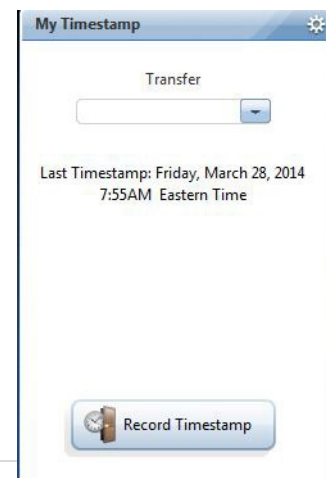 My Timestamp
Transfer
Last Timestamp: Friday, March 28, 2014
7:55AM Eastern Time
Record Timestamp